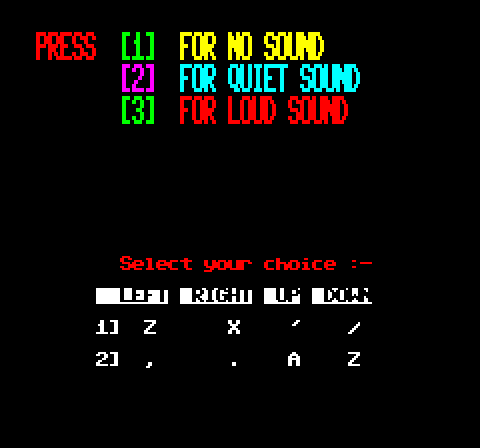 PRESS [1] FOR NO SOUND
[2] FOR QUIET SOUND
[3] FOR LOUD SOUND
Select your choice :-
LEFT RIGHT UP DOWN
1] Z X ' /
2] , . A Z